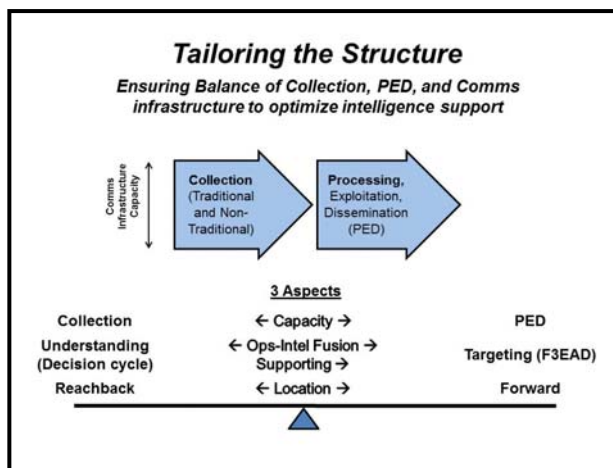 Tailoring the Structure
Ensuring Balance of Collection, PED, and Comms
infrastructure to optimize intelligence support
Comms
Infrastructure
Capacity
Collection
(Traditional
and Non-
Traditional)
Processing,
Exploitation,
Dissemination
(PED)
3 Aspects
Collection
← Capacity →
PED
Understanding
(Decision cycle)
← Ops-Intel Fusion →
Supporting →
Targeting (F3EAD)
Reachback
← Location →
Forward